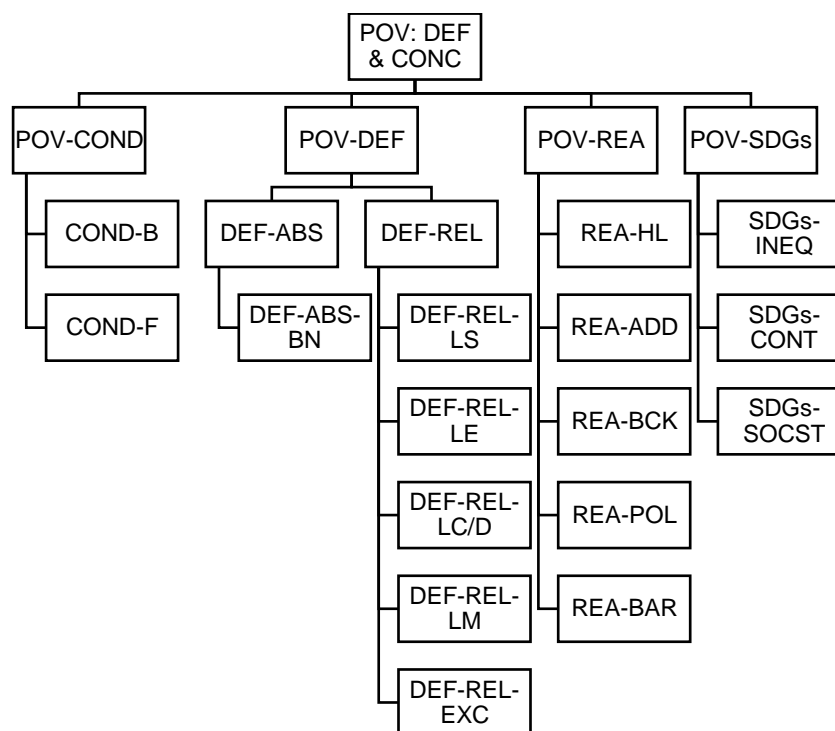 POV: DEF
& CONC
POV-COND
POV-DEF
POV-REA
POV-SDGs
COND-B
DEF-ABS
DEF-REL
REA-HL
SDGs-
INEQ
COND-F
DEF-ABS-
BN
DEF-REL-
LS
REA-ADD
SDGs-
CONT
DEF-REL-
LE
REA-BCK
SDGs-
SOCST
DEF-REL-
LC/D
REA-POL
DEF-REL-
LM
REA-BAR
DEF-REL-
EXC